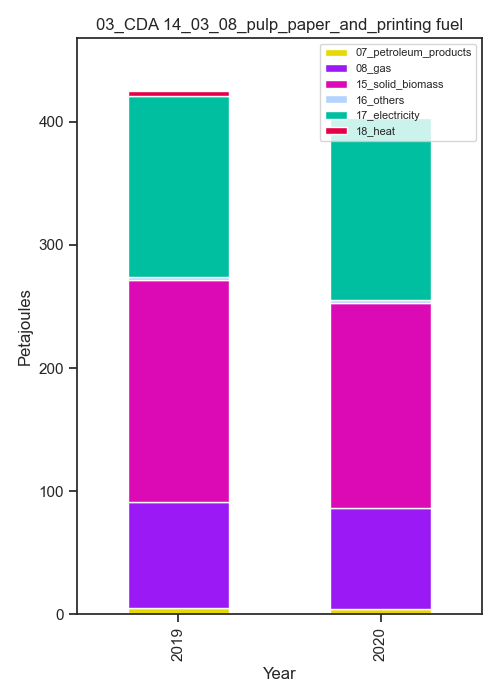 03_CDA 14_03_08_pulp_paper_and_printing fuel
07_petroleum_products
08_gas
15_solid_biomass
16_others
17_electricity
18_heat
Petajoules
400
300
200
100
0
2019
2020
Year